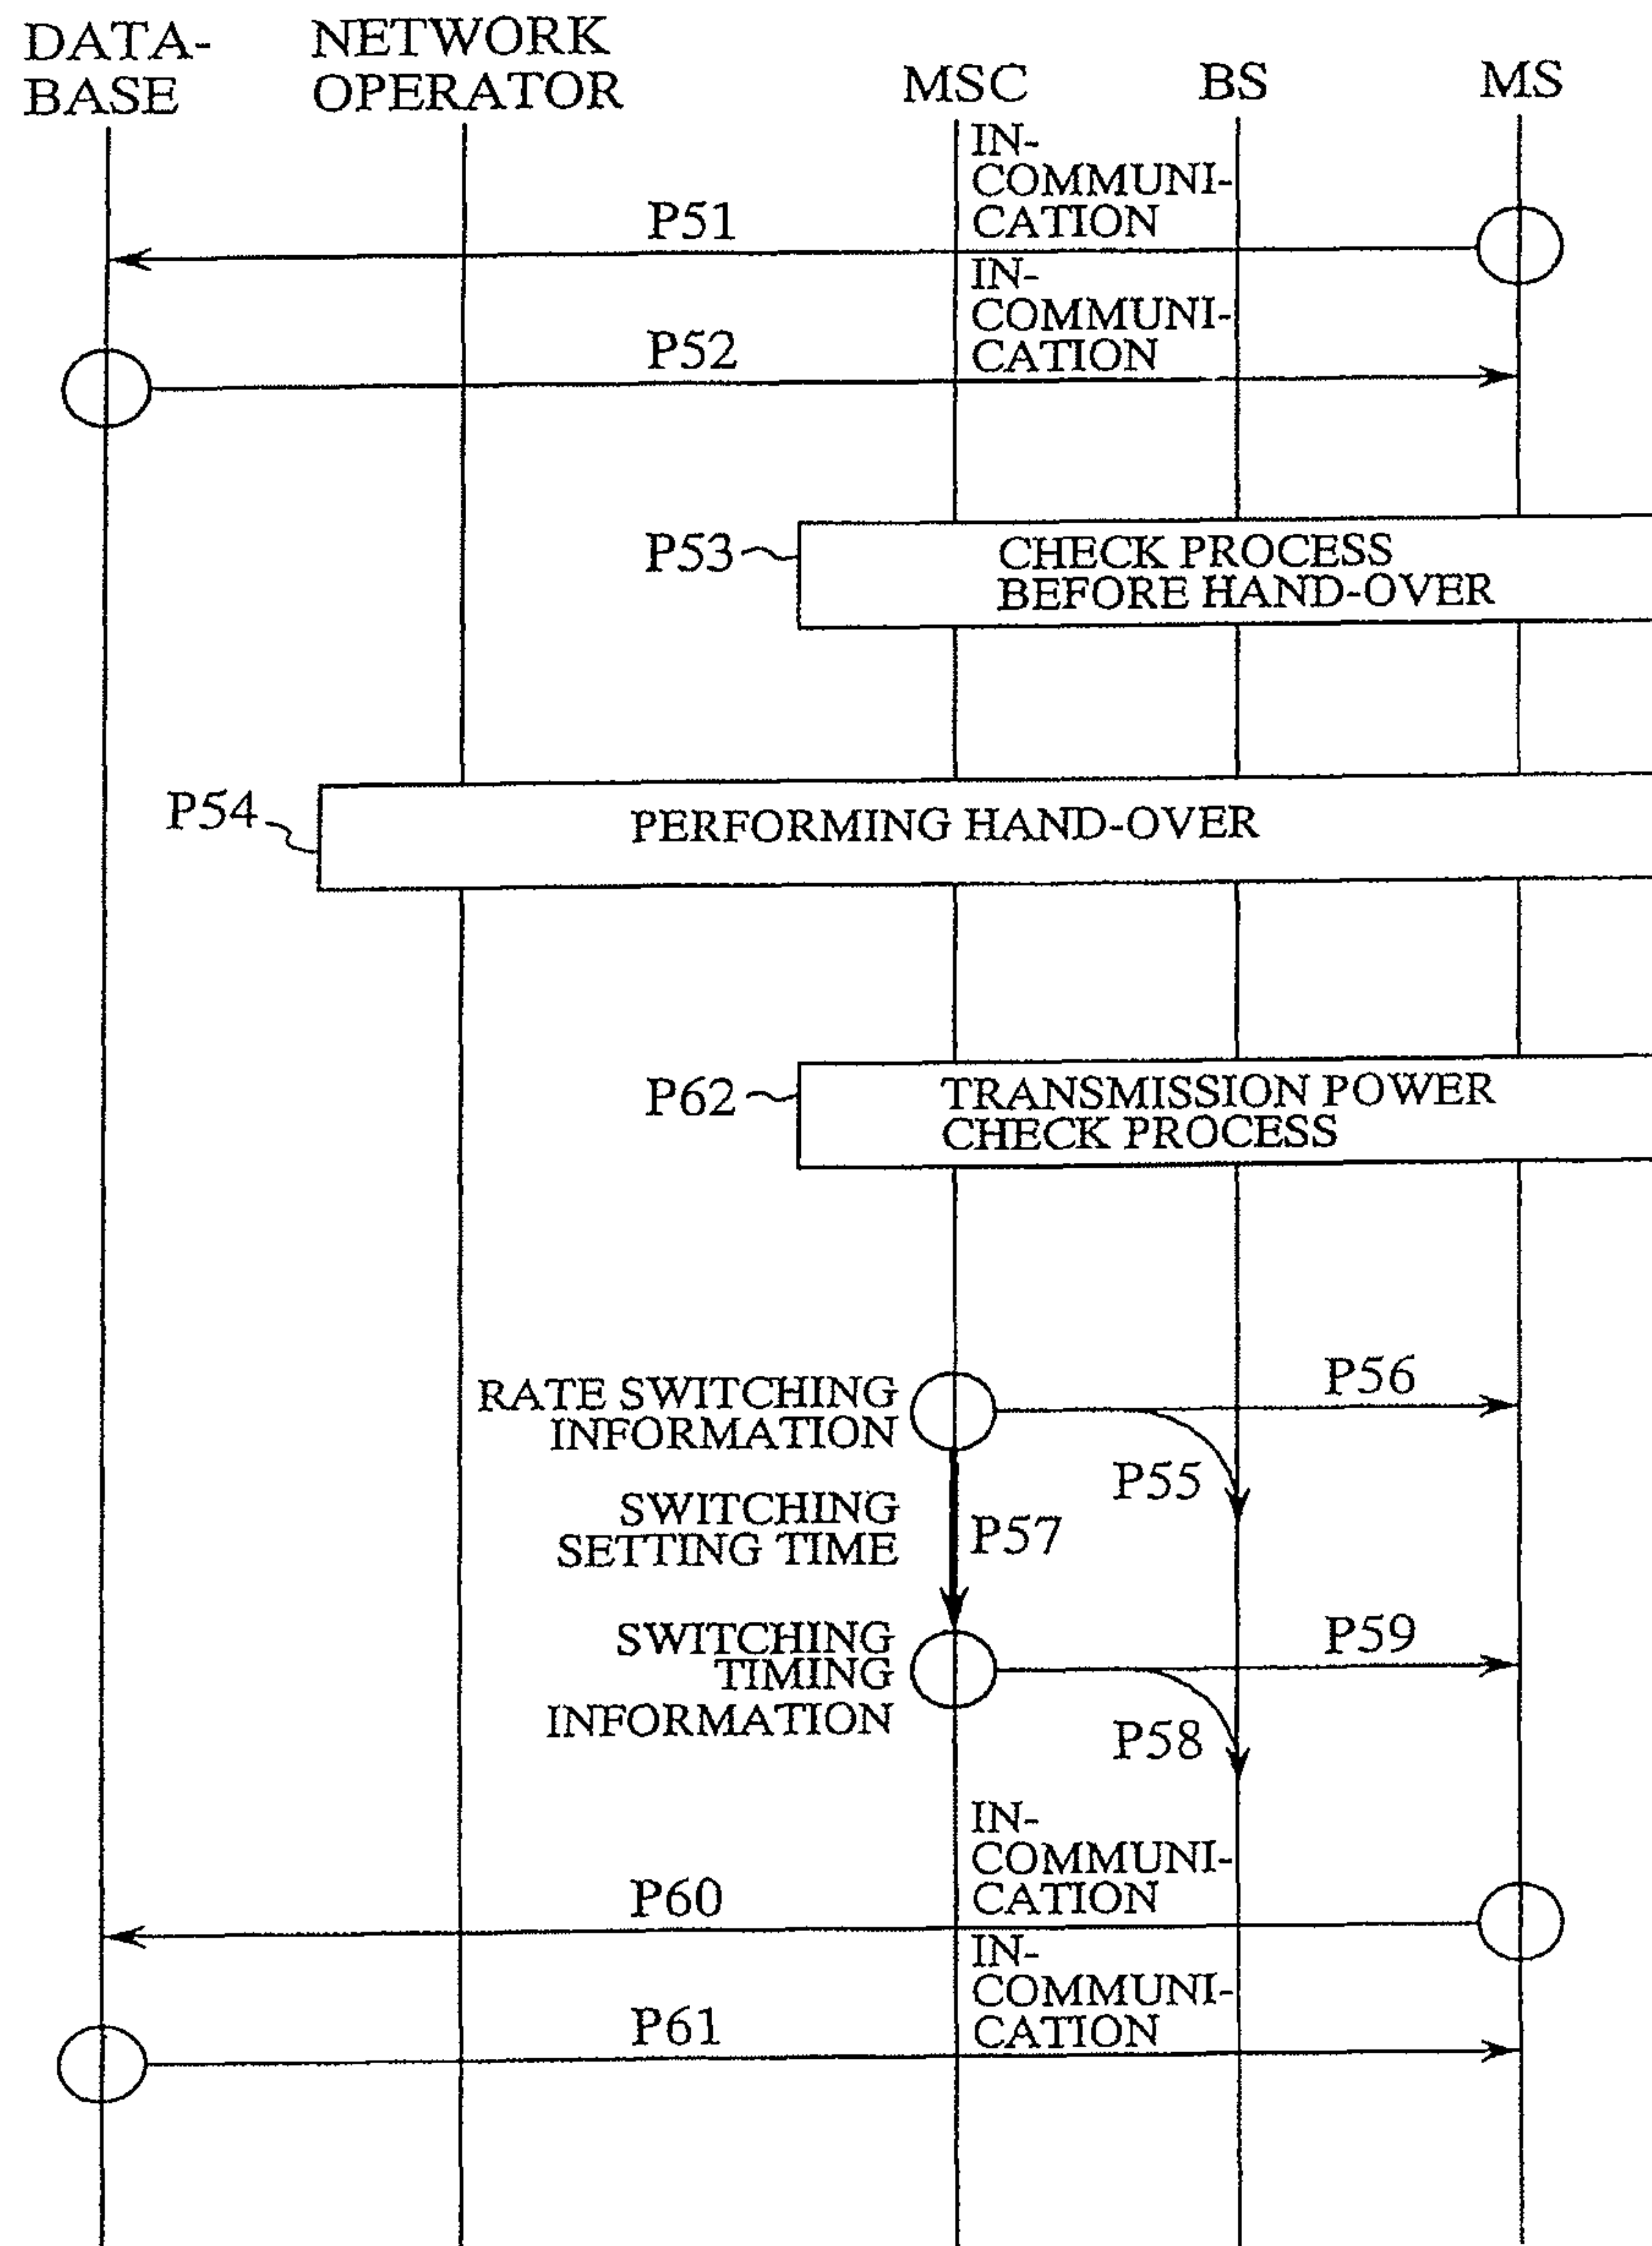 DATA-
BASE
NETWORK
OPERATOR
MSC
BS
MS
IN-
COMMUNI-
CATION
P51
IN-
COMMUNI-
CATION
P52
P53
CHECK PROCESS
BEFORE HAND-OVER
P54
PERFORMING HAND-OVER
P62
TRANSMISSION POWER
CHECK PROCESS
RATE SWITCHING
INFORMATION
P56
P55
SWITCHING
SETTING TIME
P57
SWITCHING
TIMING
INFORMATION
P59
P58
IN-
COMMUNI-
CATION
P60
IN-
COMMUNI-
CATION
P61